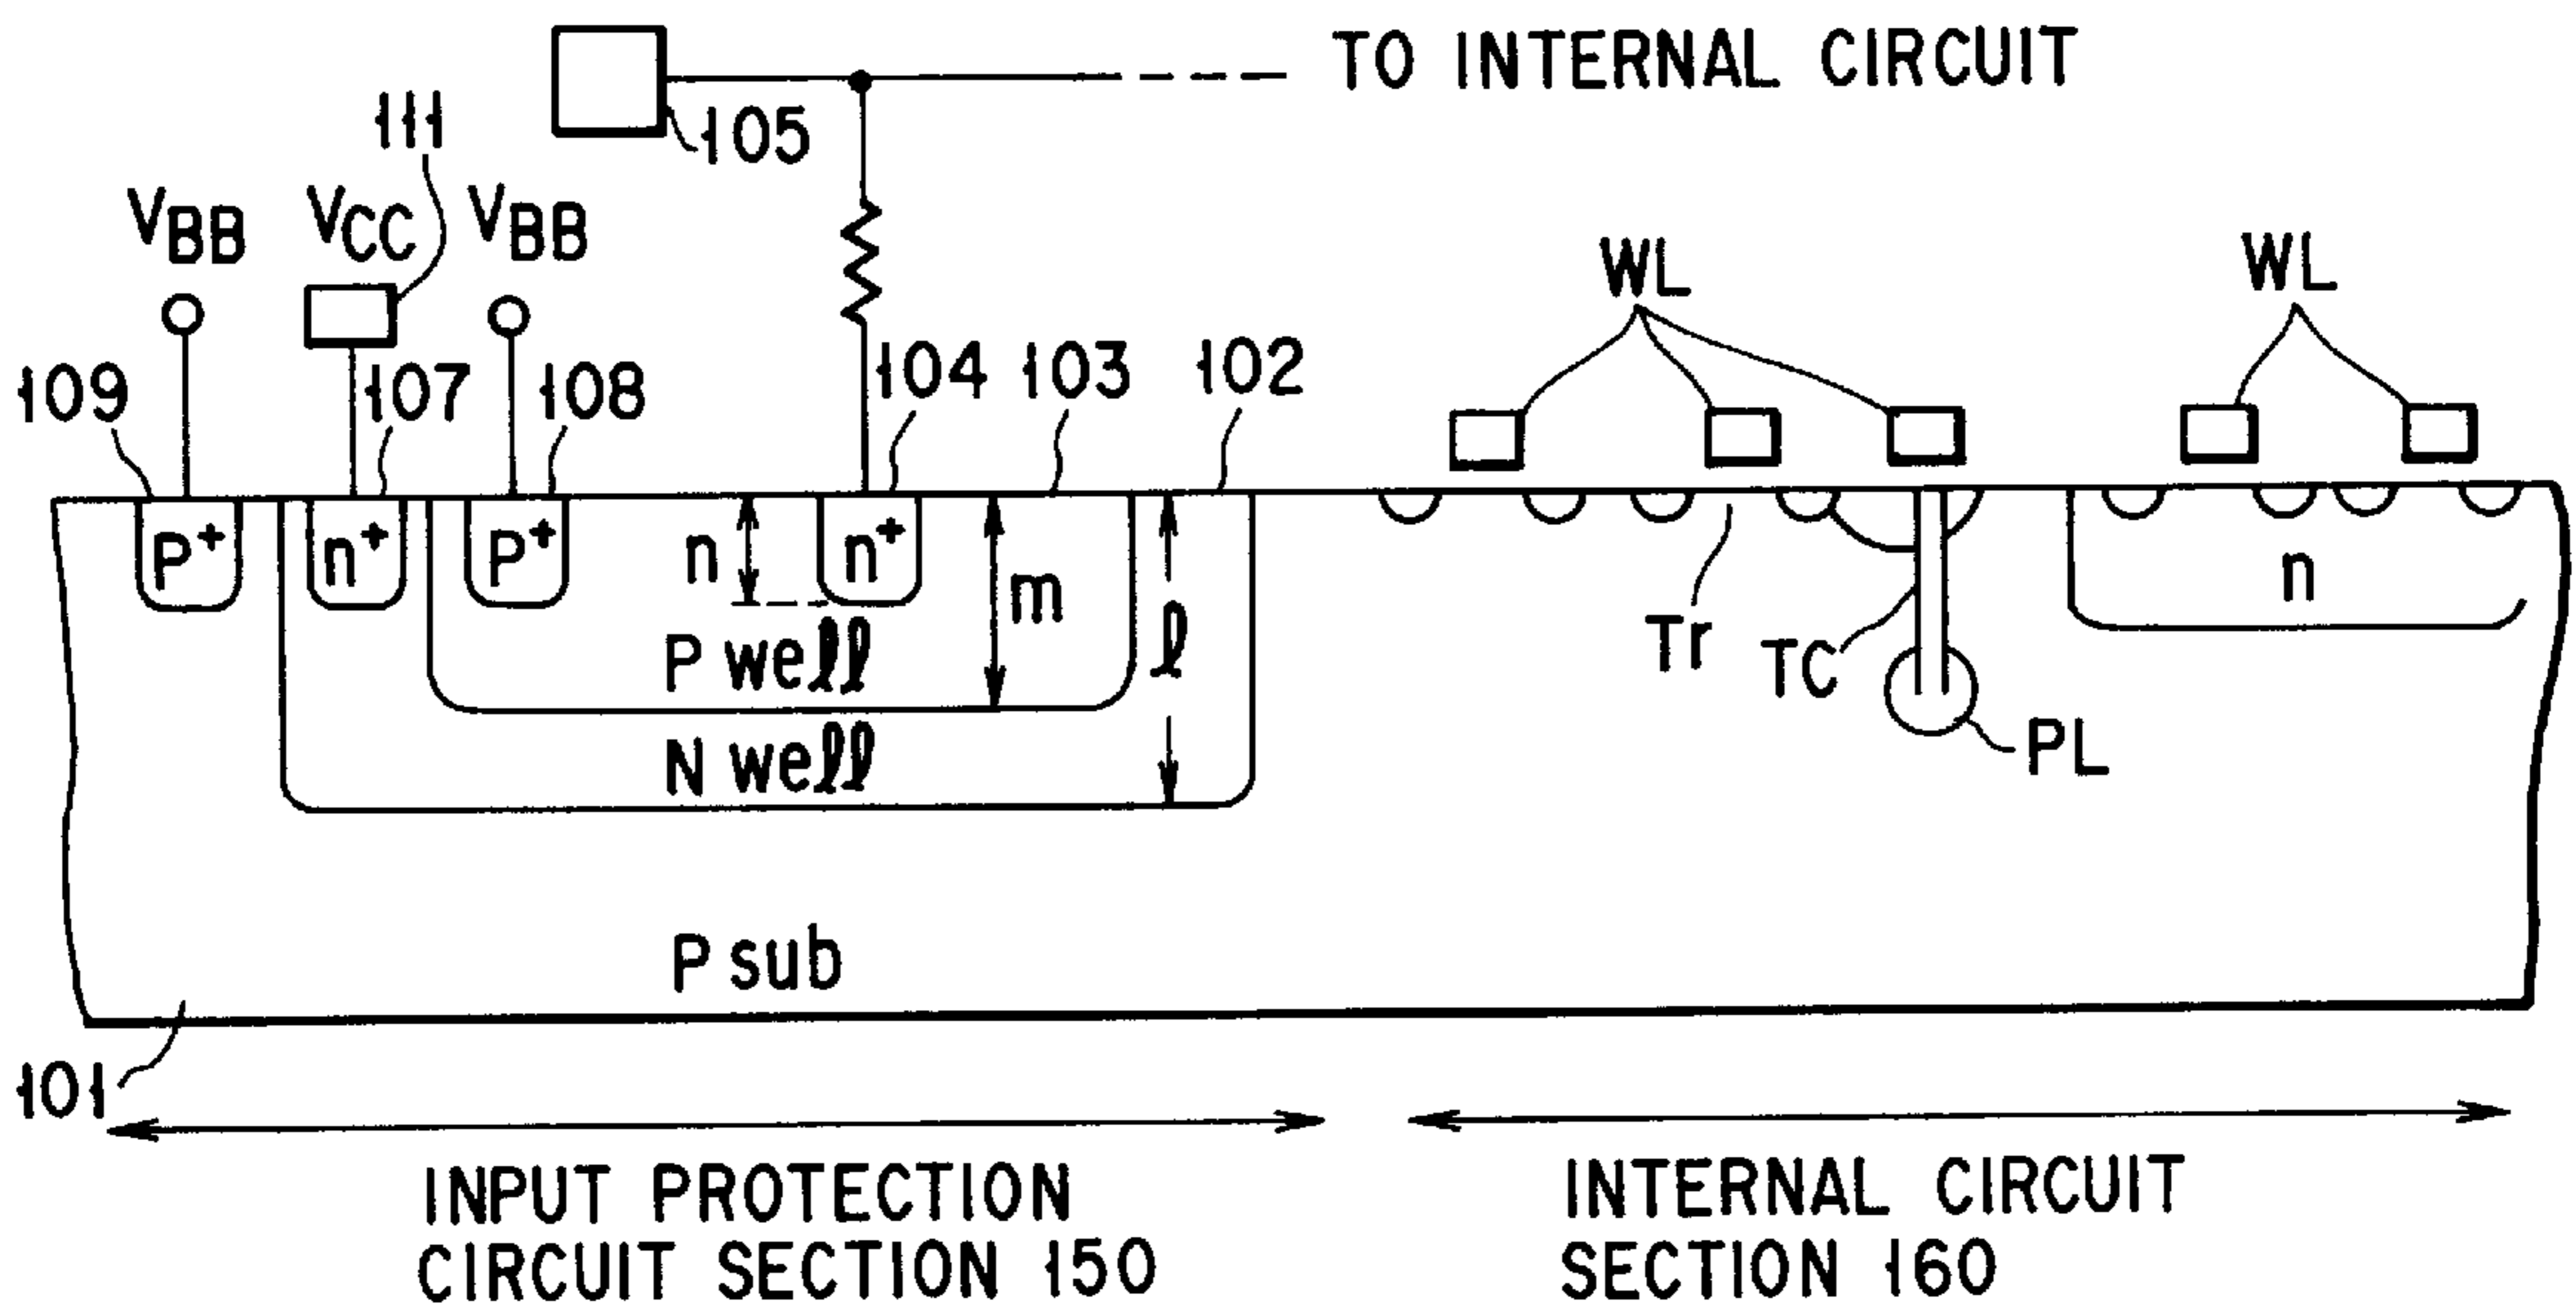 TO INTERNAL CIRCUIT
105
111
VBB
VCC
VBB
WL
WL
109
107
108
104
103
102
P+
n+
P+
n
n+
m
ℓ
P well
N well
P sub
Tr
TC
PL
n
101
INPUT PROTECTION
CIRCUIT SECTION 150
INTERNAL CIRCUIT
SECTION 160